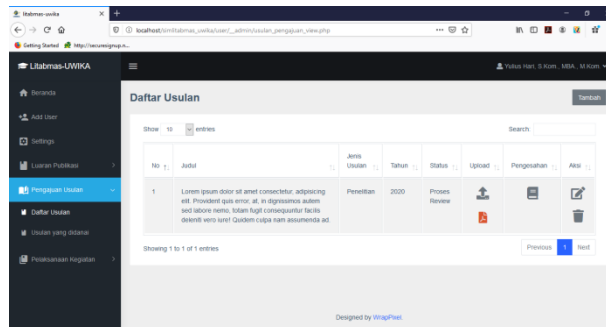 litabmas-uwika
localhost/simlitabmas_uwika/user/_admin/usulan_pengajuan_view.php
Getting Started http://securesignup.n...
Litabmas-UWIKA
Yulius Hari, S.Kom., MBA., M.Kom.
Beranda
Add User
Settings
Luaran Publikasi
Pengajuan Usulan
Daftar Usulan
Usulan yang didanai
Pelaksanaan Kegiatan
Daftar Usulan
Tambah
Show 10 entries
Search:
No Judul Jenis Usulan Tahun Status Upload Pengesahan Aksi
1 Lorem ipsum dolor sit amet consectetur, adipisicing Penelitian 2020 Proses
elit. Provident quis error, at, in dignissimos autem Review
sed labore nemo, totam fugit consequuntur facilis
deleniti vero iure! Quidem culpa nam assumenda ad.
Showing 1 to 1 of 1 entries
Previous 1 Next
Designed by WrapPixel.